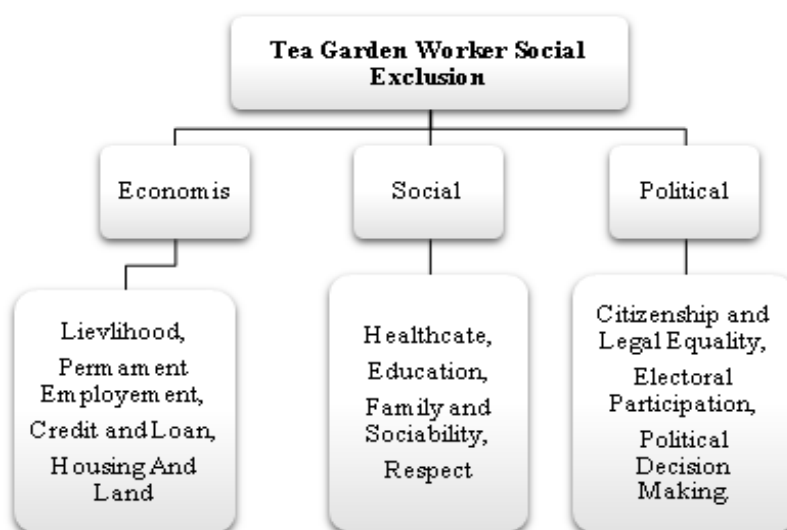 Tea Garden Worker Social
Exclusion
Economis
Social
Political
Lievlihood,
Permament
Employement,
Credit and Loan,
Housing And
Land
Healthcate,
Education,
Family and
Sociability,
Respect
Citizenship and
Legal Equality,
Electoral
Participation,
Political
Decision
Making.